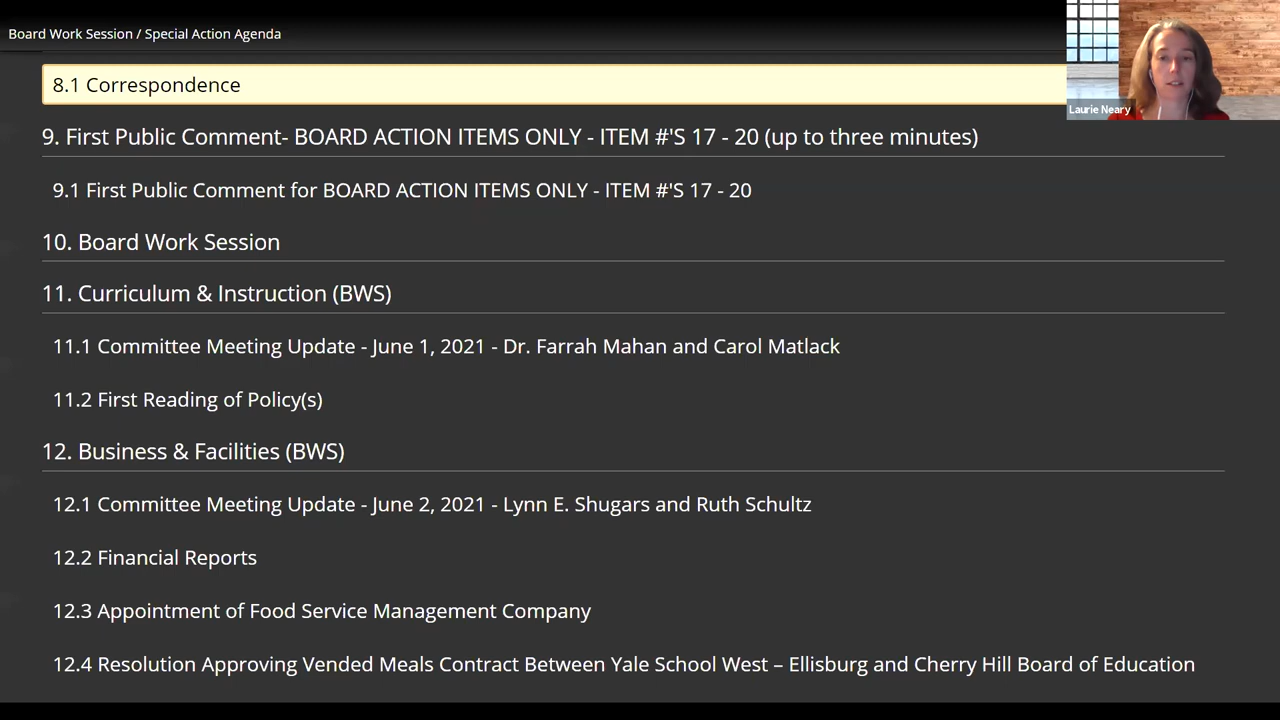 Board Work Session / Special Action Agenda
Laurie Neary
8.1 Correspondence
9. First Public Comment- BOARD ACTION ITEMS ONLY - ITEM #'S 17 - 20 (up to three minutes)
9.1 First Public Comment for BOARD ACTION ITEMS ONLY - ITEM #'S 17 - 20
10. Board Work Session
11. Curriculum & Instruction (BWS)
11.1 Committee Meeting Update - June 1, 2021 - Dr. Farrah Mahan and Carol Matlack
11.2 First Reading of Policy(s)
12. Business & Facilities (BWS)
12.1 Committee Meeting Update - June 2, 2021 - Lynn E. Shugars and Ruth Schultz
12.2 Financial Reports
12.3 Appointment of Food Service Management Company
12.4 Resolution Approving Vended Meals Contract Between Yale School West – Ellisburg and Cherry Hill Board of Education